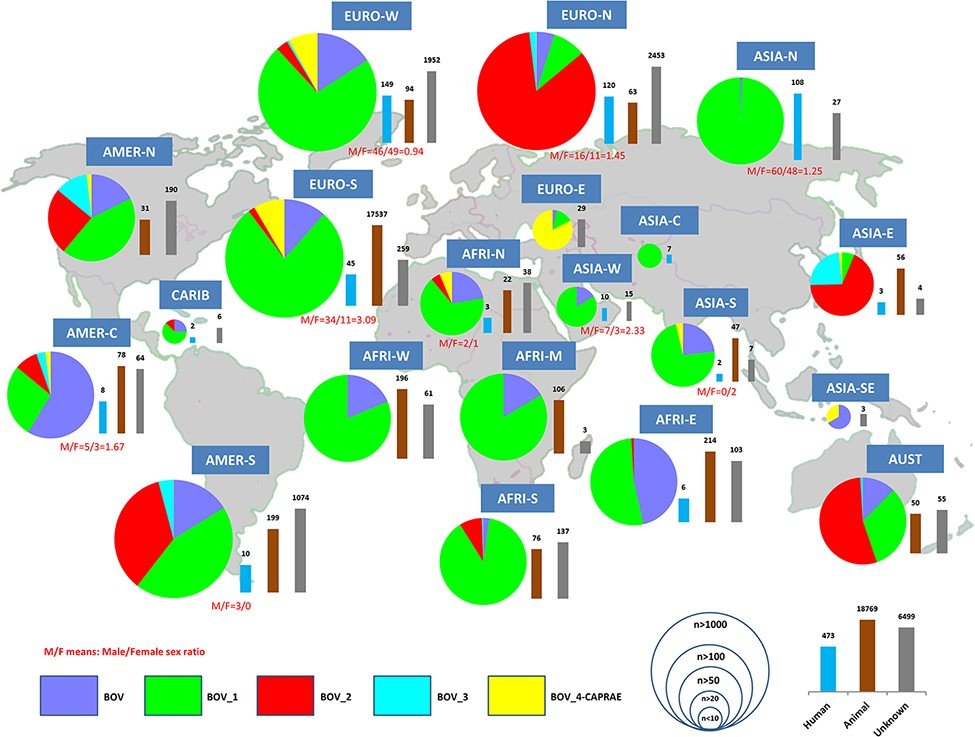 EURO-W
149
94
1952
M/F=46/49=0.94
EURO-N
120
63
2453
M/F=16/11=1.45
ASIA-N
108
27
M/F=60/48=1.25
AMER-N
31
190
EURO-S
45
17537
259
M/F=34/11=3.09
EURO-E
29
ASIA-C
7
ASIA-E
3
56
4
AFRI-N
3
22
38
M/F=2/1
ASIA-W
10
15
M/F=7/3=2.33
CARIB
2
6
ASIA-S
2
47
7
M/F=0/2
AMER-C
8
78
64
M/F=5/3=1.67
AFRI-W
196
61
AFRI-M
106
3
ASIA-SE
3
AFRI-E
6
214
103
AMER-S
10
199
1074
M/F=3/0
AUST
50
55
AFRI-S
76
137
M/F means: Male/Female sex ratio
BOV
BOV_1
BOV_2
BOV_3
BOV_4-CAPRAE
n>1000
n>100
n>50
n>20
n<10
473
18769
6499
Human
Animal
Unknown